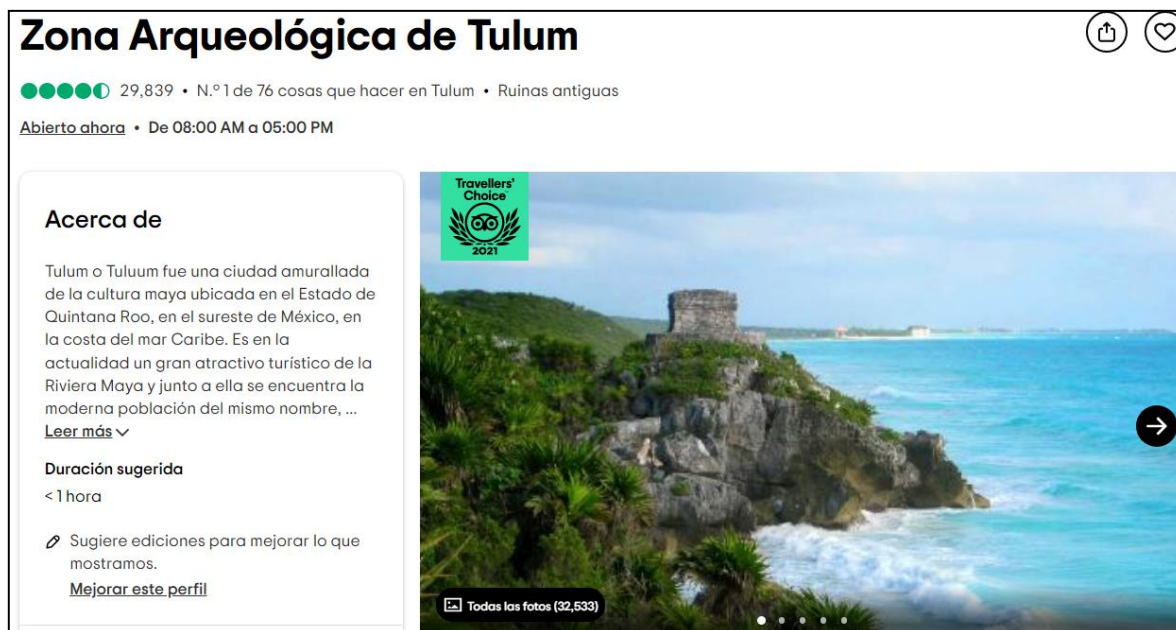 Zona Arqueológica de Tulum
29,839 • N.º 1 de 76 cosas que hacer en Tulum • Ruinas antiguas
Abierto ahora • De 08:00 AM a 05:00 PM
Acerca de
Tulum o Tuluum fue una ciudad amurallada
de la cultura maya ubicada en el Estado de
Quintana Roo, en el sureste de México, en
la costa del mar Caribe. Es en la
actualidad un gran atractivo turístico de la
Riviera Maya y junto a ella se encuentra la
moderna población del mismo nombre, ...
Leer más
Duración sugerida
< 1 hora
Sugiere ediciones para mejorar lo que
mostramos.
Mejorar este perfil
Travellers'
Choice
2021
Todas las fotos (32,533)